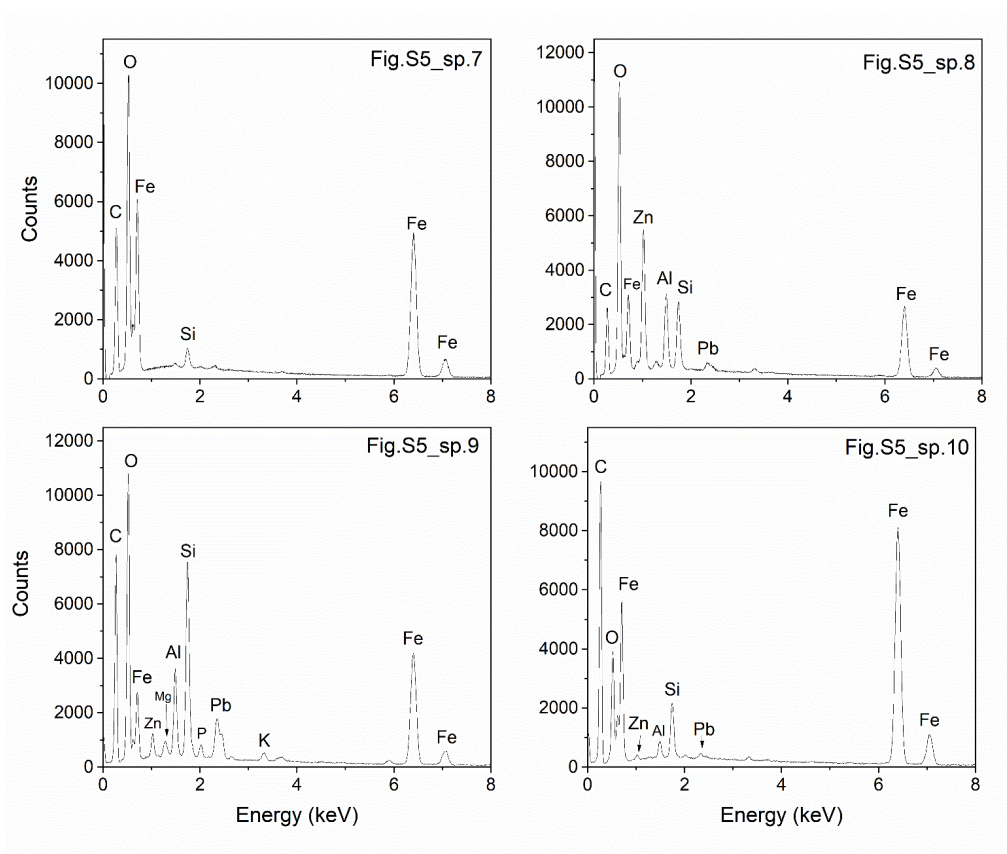 Fig.S5_sp.7
Counts
10000
8000
6000
4000
2000
0
C
O
Fe
Si
Fe
Fe
0
2
4
6
8
Fig.S5_sp.8
12000
10000
8000
6000
4000
2000
0
C
O
Fe
Zn
Al
Si
Pb
Fe
Fe
0
2
4
6
8
Fig.S5_sp.9
Counts
12000
10000
8000
6000
4000
2000
0
C
O
Fe
Zn
Mg
Al
Si
P
Pb
K
Fe
Fe
0
2
4
6
8
Energy (keV)
Fig.S5_sp.10
10000
8000
6000
4000
2000
0
C
O
Fe
Zn
Al
Si
Pb
Fe
Fe
0
2
4
6
8
Energy (keV)